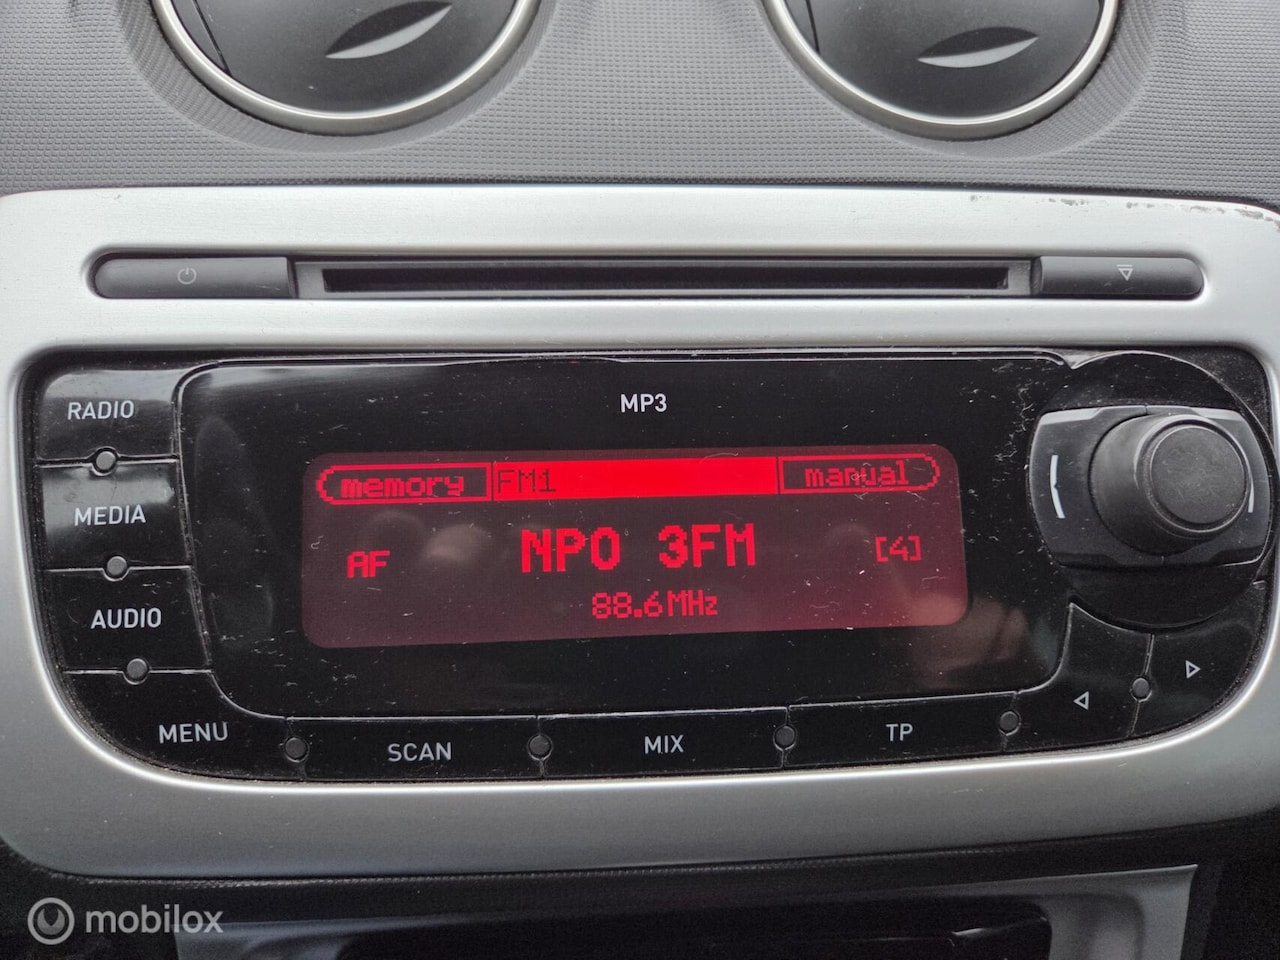 MP3
RADIO
memory FM1 manual
MEDIA
NPO 3FM
AF [4]
88.6MHz
AUDIO
MENU SCAN MIX TP
mobilox